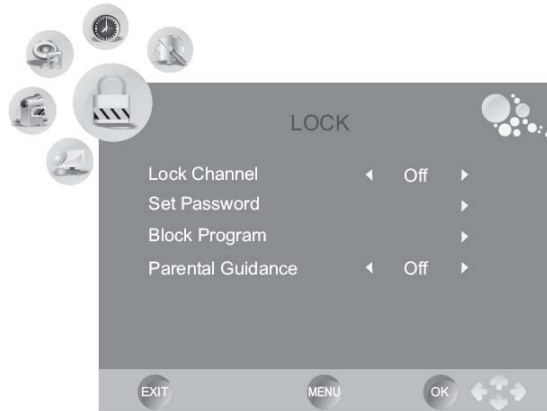 LOCK
Lock Channel Off
Set Password
Block Program
Parental Guidance Off
EXIT MENU OK